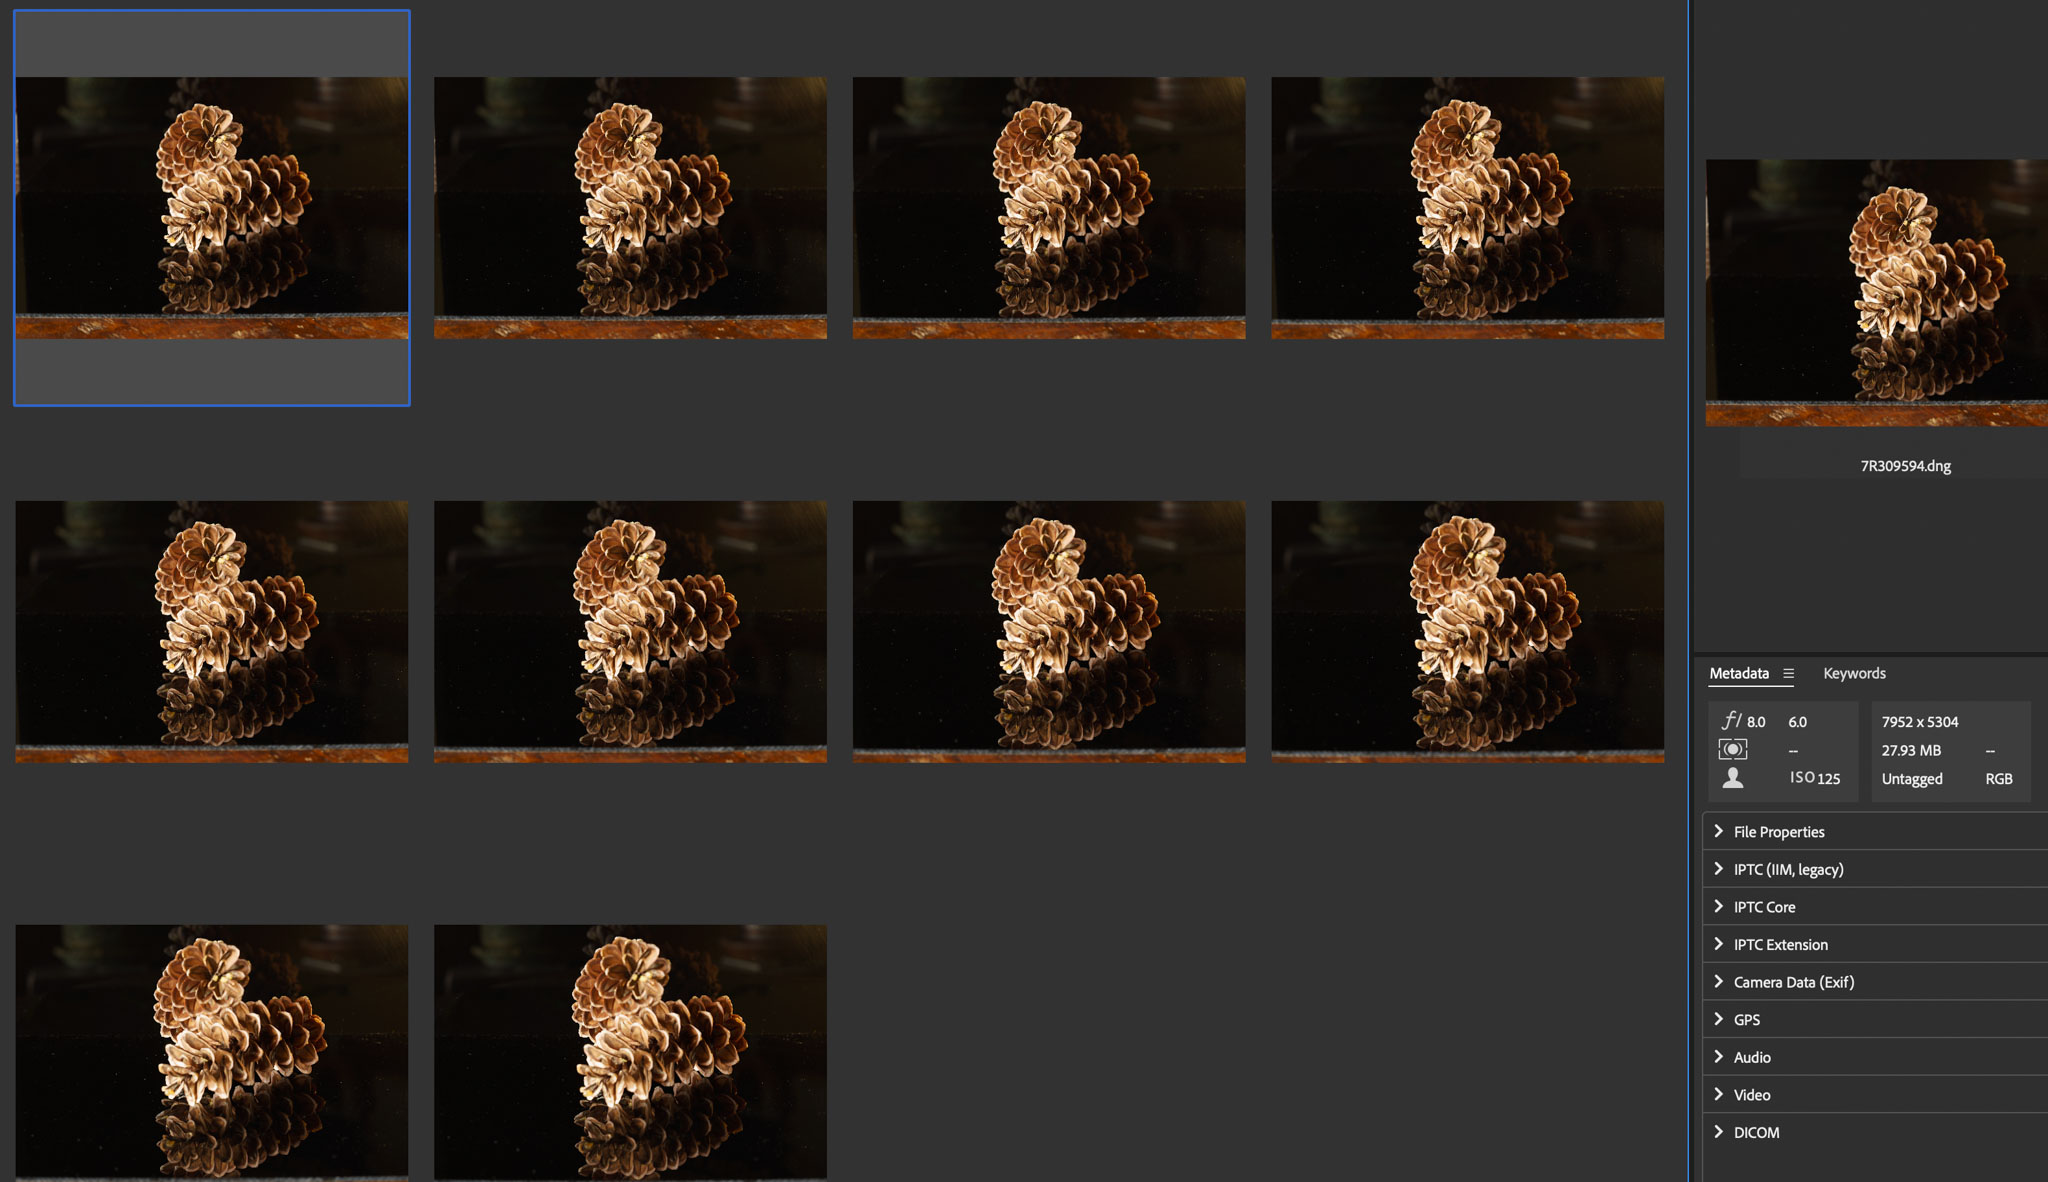 7R309594.dng
Metadata Keywords
f/ 8.0 6.0
--
ISO 125
7952 x 5304
27.93 MB --
Untagged RGB
File Properties
IPTC (IIM, legacy)
IPTC Core
IPTC Extension
Camera Data (Exif)
GPS
Audio
Video
DICOM